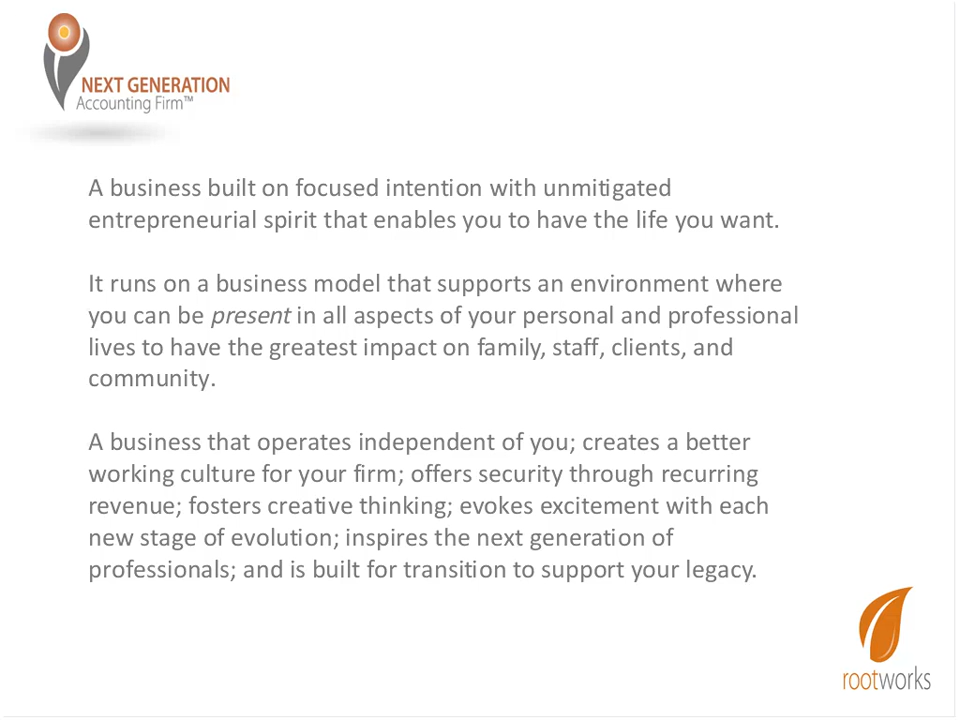 NEXT GENERATION
Accounting Firm™
A business built on focused intention with unmitigated
entrepreneurial spirit that enables you to have the life you want.
It runs on a business model that supports an environment where
you can be present in all aspects of your personal and professional
lives to have the greatest impact on family, staff, clients, and
community.
A business that operates independent of you; creates a better
working culture for your firm; offers security through recurring
revenue; fosters creative thinking; evokes excitement with each
new stage of evolution; inspires the next generation of
professionals; and is built for transition to support your legacy.
rootworks